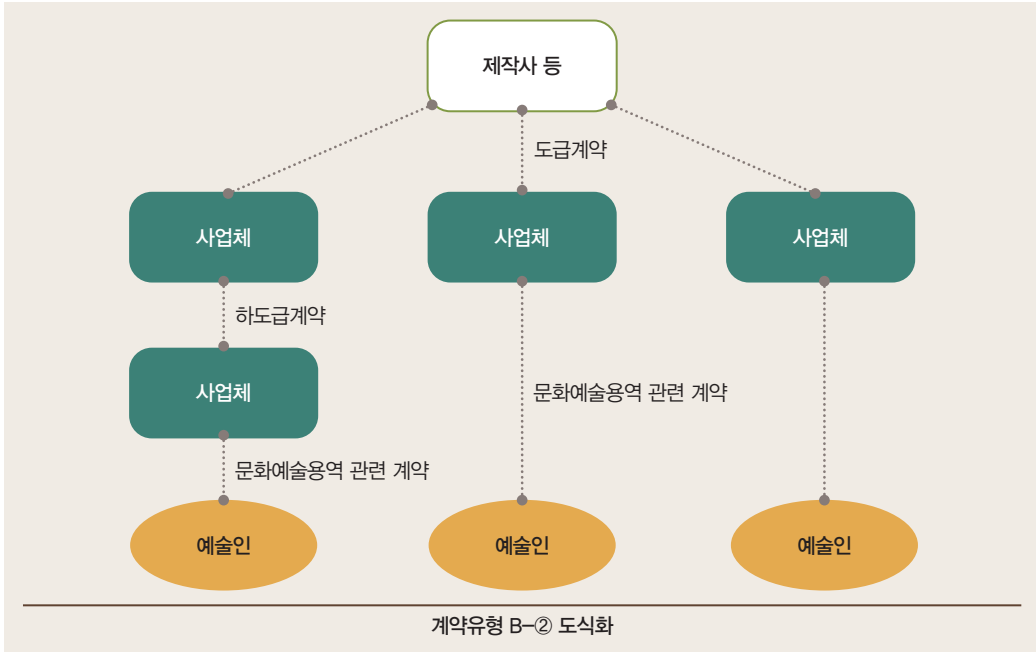 제작사 등
도급계약
사업체
사업체
사업체
하도급계약
사업체
문화예술용역 관련 계약
문화예술용역 관련 계약
예술인
예술인
예술인
계약유형 B-② 도식화